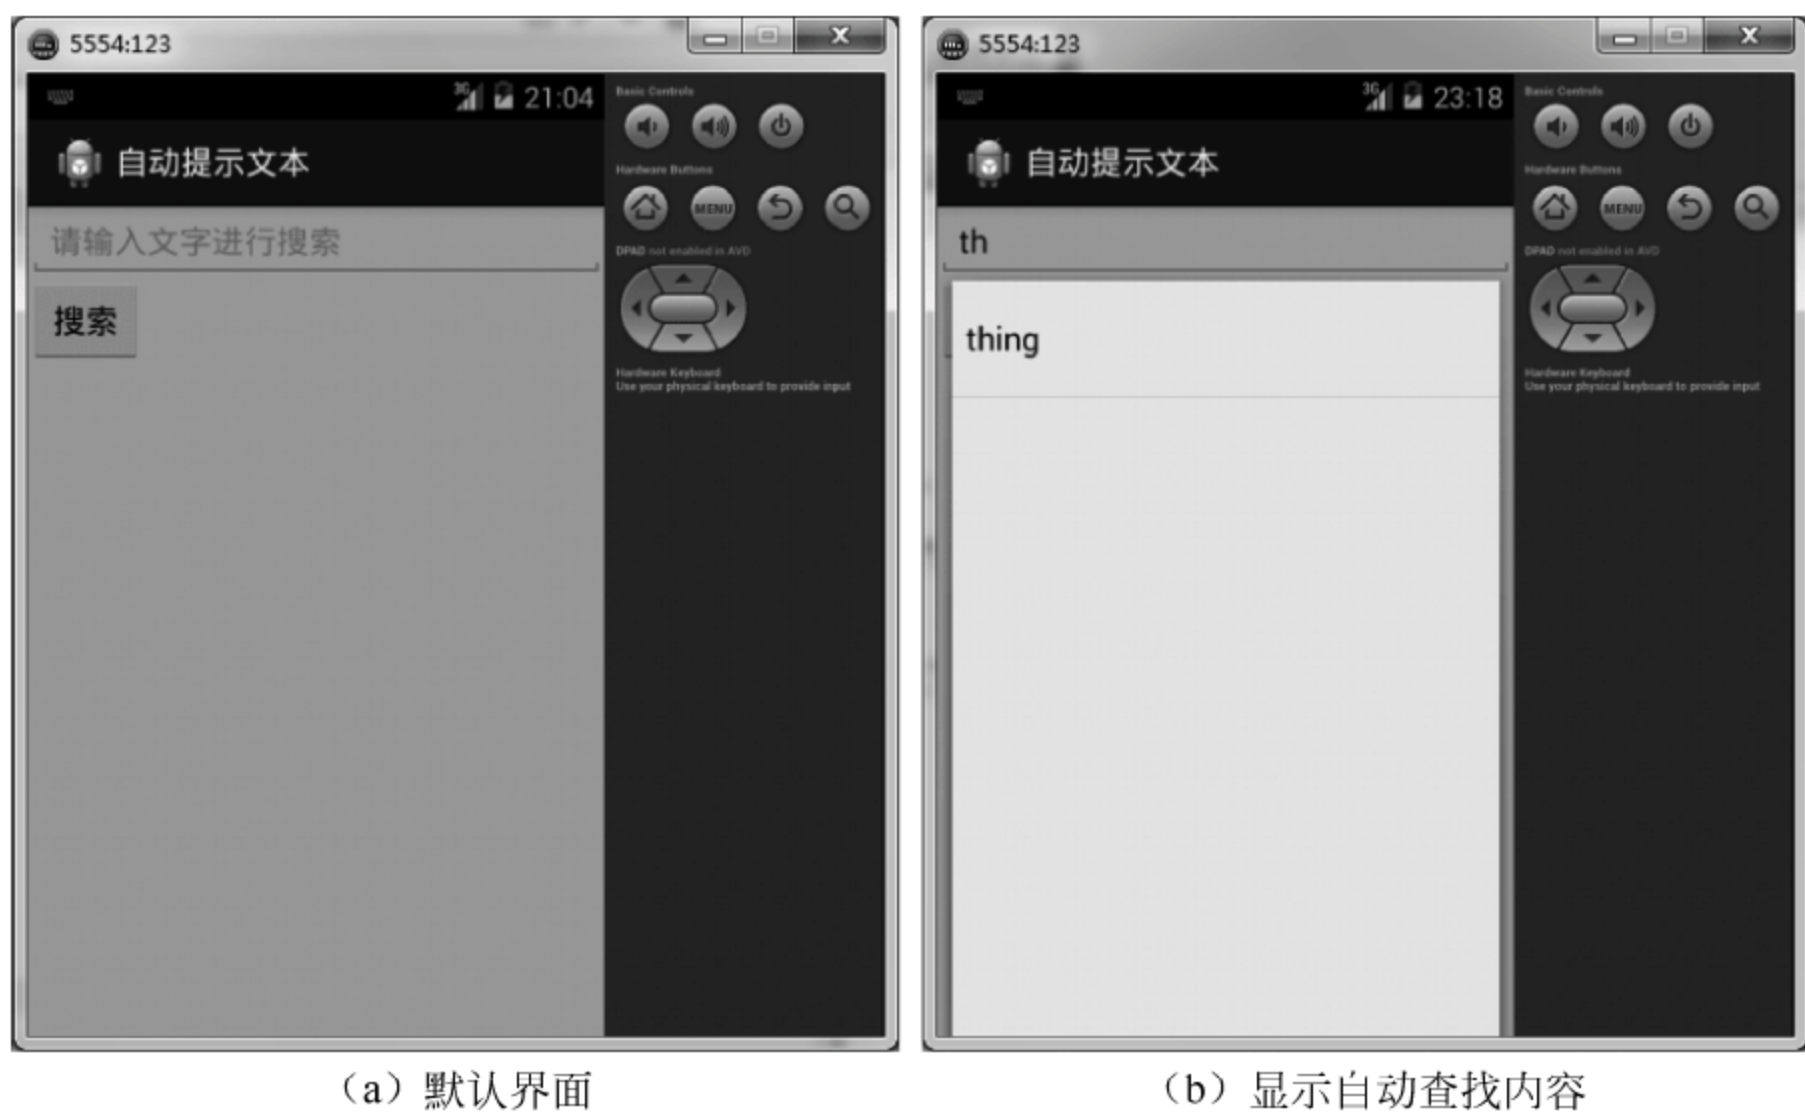 5554:123
3G 21:04
自动提示文本
请输入文字进行搜索
搜索
Basic Controls
Hardware Buttons
MENU
DPAD not enabled in AVD
Hardware Keyboard
Use your physical keyboard to provide input
(a)默认界面
5554:123
3G 23:18
自动提示文本
th
thing
Basic Controls
Hardware Buttons
MENU
DPAD not enabled in AVD
Hardware Keyboard
Use your physical keyboard to provide input
(b)显示自动查找内容